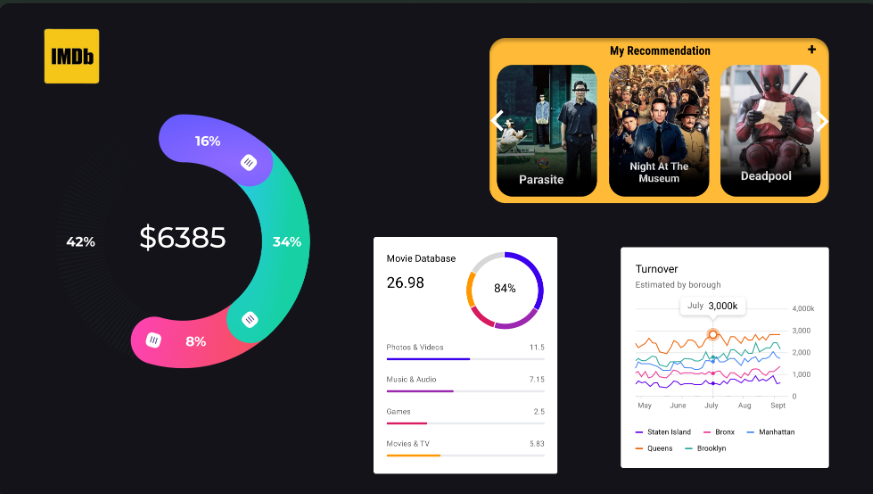 IMDb
My Recommendation +
Parasite
Night At The
Museum
Deadpool
16%
42%
$6385
34%
8%
Movie Database
26.98
84%
Photos & Videos 11.5
Music & Audio 7.15
Games 2.5
Movies & TV 5.83
Turnover
Estimated by borough
July 3,000k
4,000k
3,000
2,000
1,000
0
May June July Aug Sept
Staten Island Bronx Manhattan
Queens Brooklyn